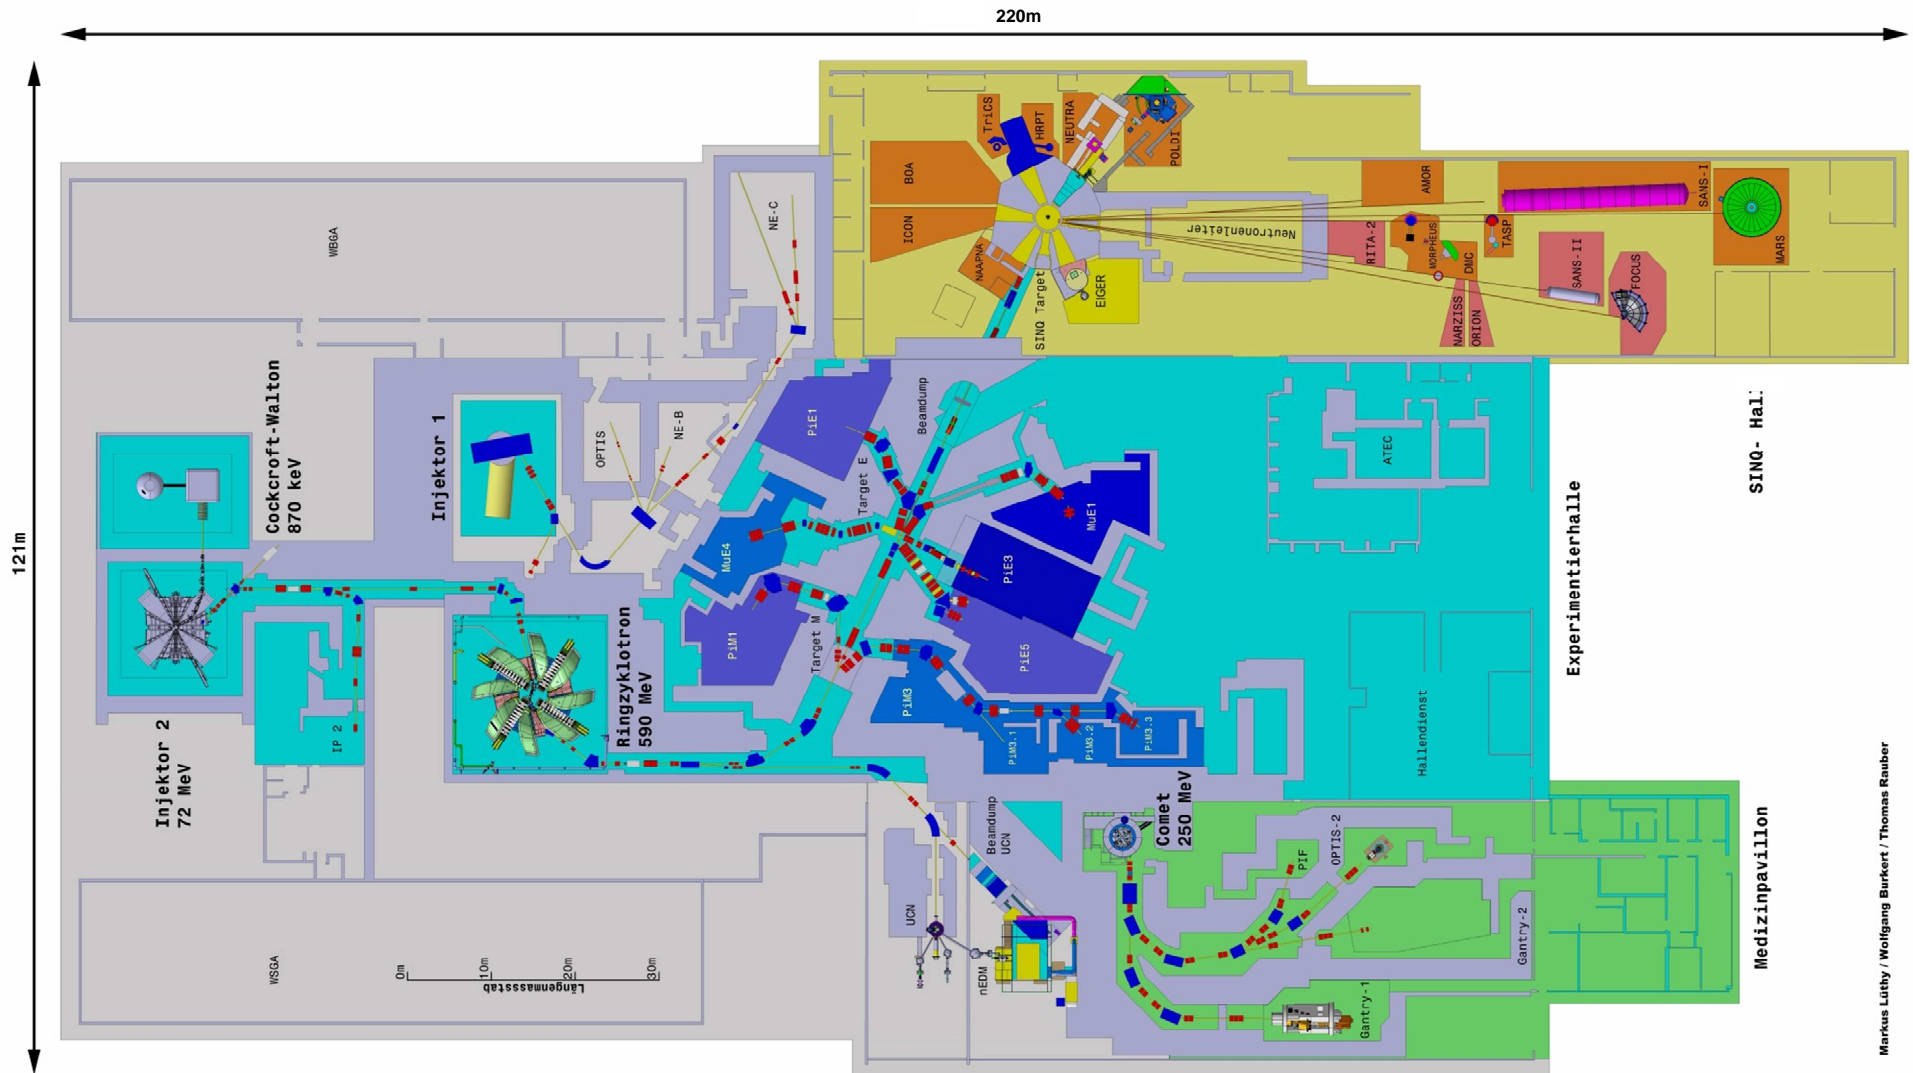 220m
121m
WBGA
NE-C
BOA
ICON
TriCS
HRPT
NEUTRA
POLDI
NAA
PNA
SINQ Target
EIGER
Neutronenleiter
RITA-2
AMOR
MORPHEUS
DMC
TASP
NARZISS
ORION
SANS-I
SANS-II
FOCUS
MARS
SINQ- Hal
Cockcroft-Walton
870 keV
Injektor 1
OPTIS
NE-B
PiE1
Beamdump
Target E
MuE4
MuE1
PiE3
PiE5
PiM1
Target M
PiM3
PiM3.1
PiM3.2
PiM3.3
ATEC
Experimentierhalle
Hallendienst
Injektor 2
72 MeV
IP 2
Ringzyklotron
590 MeV
Comet
250 MeV
Beamdump
UCN
UCN
nEDM
PIF
OPTIS-2
Gantry-2
Gantry-1
Medizinpavillon
WSGA
0m
10m
20m
30m
Längenmassstab
Markus Lüthy / Wolfgang Burkert / Thomas Rauber